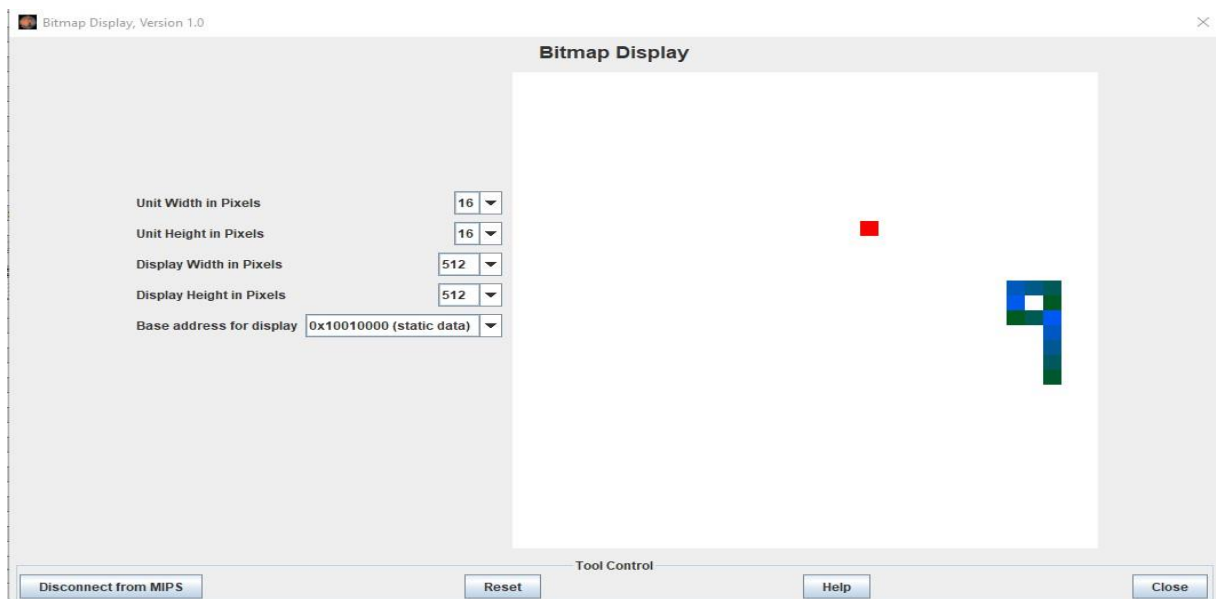 Bitmap Display, Version 1.0
Bitmap Display
Unit Width in Pixels 16
Unit Height in Pixels 16
Display Width in Pixels 512
Display Height in Pixels 512
Base address for display 0x10010000 (static data)
Tool Control
Disconnect from MIPS Reset Help Close